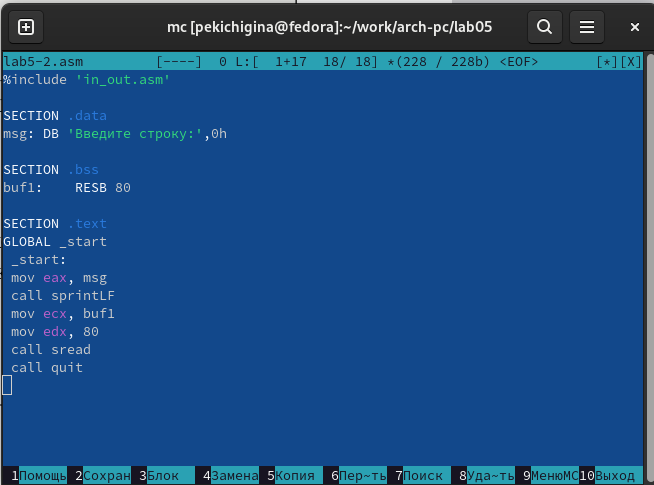 mc [pekichigina@fedora]:~/work/arch-pc/lab05
lab5-2.asm [----] 0 L:[ 1+17 18/ 18] *(228 / 228b) <EOF> [*][X]
%include 'in_out.asm'
SECTION .data
msg: DB 'Введите строку:',0h
SECTION .bss
buf1: RESB 80
SECTION .text
GLOBAL _start
_start:
mov eax, msg
call sprintLF
mov ecx, buf1
mov edx, 80
call sread
call quit
1Помощь 2Сохран 3Блок 4Замена 5Копия 6Пер~ть 7Поиск 8Уда~ть 9МенюMC 10Выход